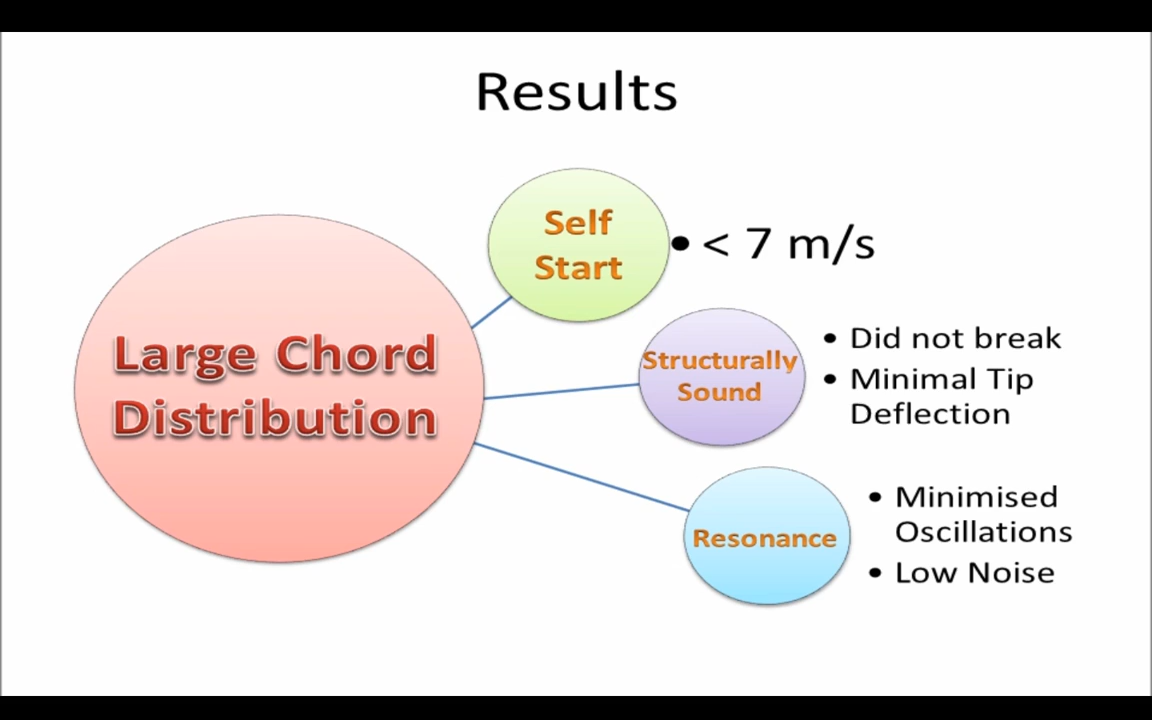 Results
Large Chord
Distribution
Self
Start
• < 7 m/s
Structurally
Sound
• Did not break
• Minimal Tip
Deflection
Resonance
• Minimised
Oscillations
• Low Noise